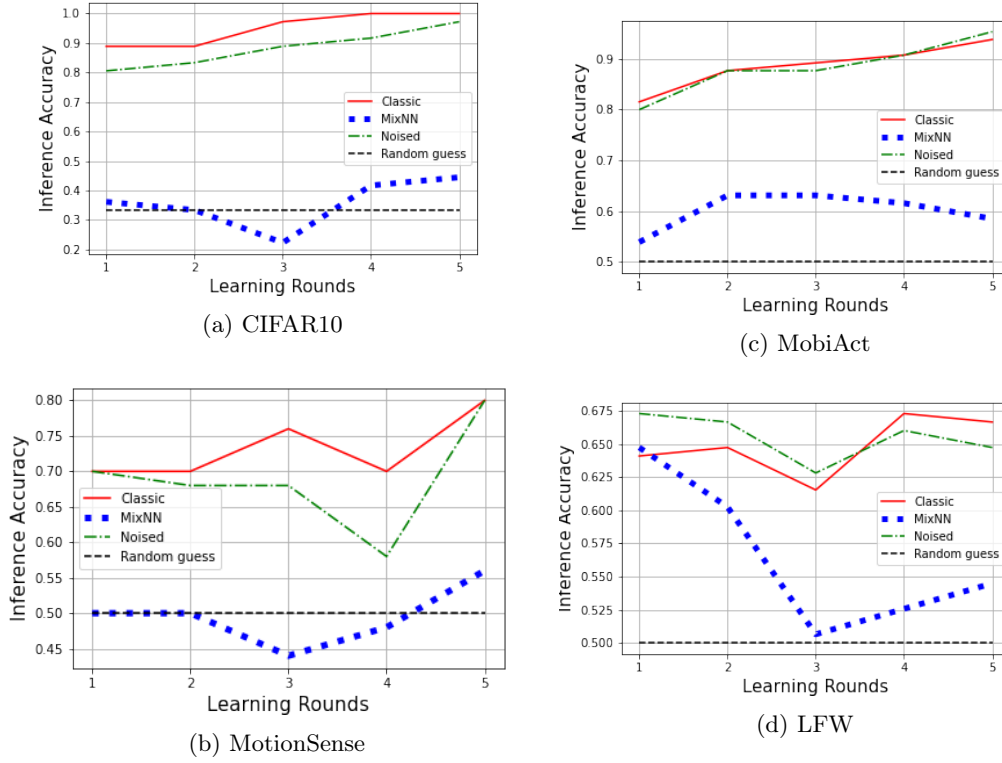 1.0
0.9
0.8
0.7
0.6
0.5
0.4
0.3
0.2
Inference Accuracy
Classic
MixNN
Noised
Random guess
1 2 3 4 5
Learning Rounds
(a) CIFAR10
0.9
0.8
0.7
0.6
0.5
Inference Accuracy
Classic
MixNN
Noised
Random guess
1 2 3 4 5
Learning Rounds
(c) MobiAct
0.80
0.75
0.70
0.65
0.60
0.55
0.50
0.45
Inference Accuracy
Classic
MixNN
Noised
Random guess
1 2 3 4 5
Learning Rounds
(b) MotionSense
0.675
0.650
0.625
0.600
0.575
0.550
0.525
0.500
Inference Accuracy
Classic
MixNN
Noised
Random guess
1 2 3 4 5
Learning Rounds
(d) LFW